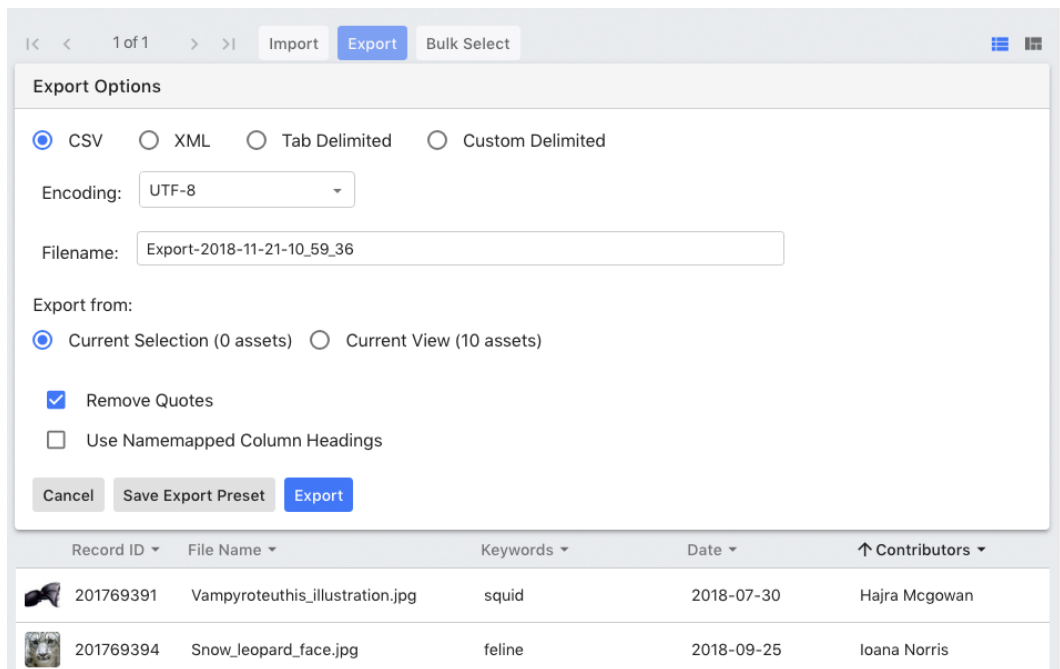 1 of 1 Import Export Bulk Select
Export Options
CSV XML Tab Delimited Custom Delimited
Encoding: UTF-8
Filename: Export-2018-11-21-10_59_36
Export from:
Current Selection (0 assets) Current View (10 assets)
Remove Quotes
Use Namemapped Column Headings
Cancel Save Export Preset Export
Record ID File Name Keywords Date Contributors
201769391 Vampyroteuthis_illustration.jpg squid 2018-07-30 Hajra Mcgowan
201769394 Snow_leopard_face.jpg feline 2018-09-25 Ioana Norris